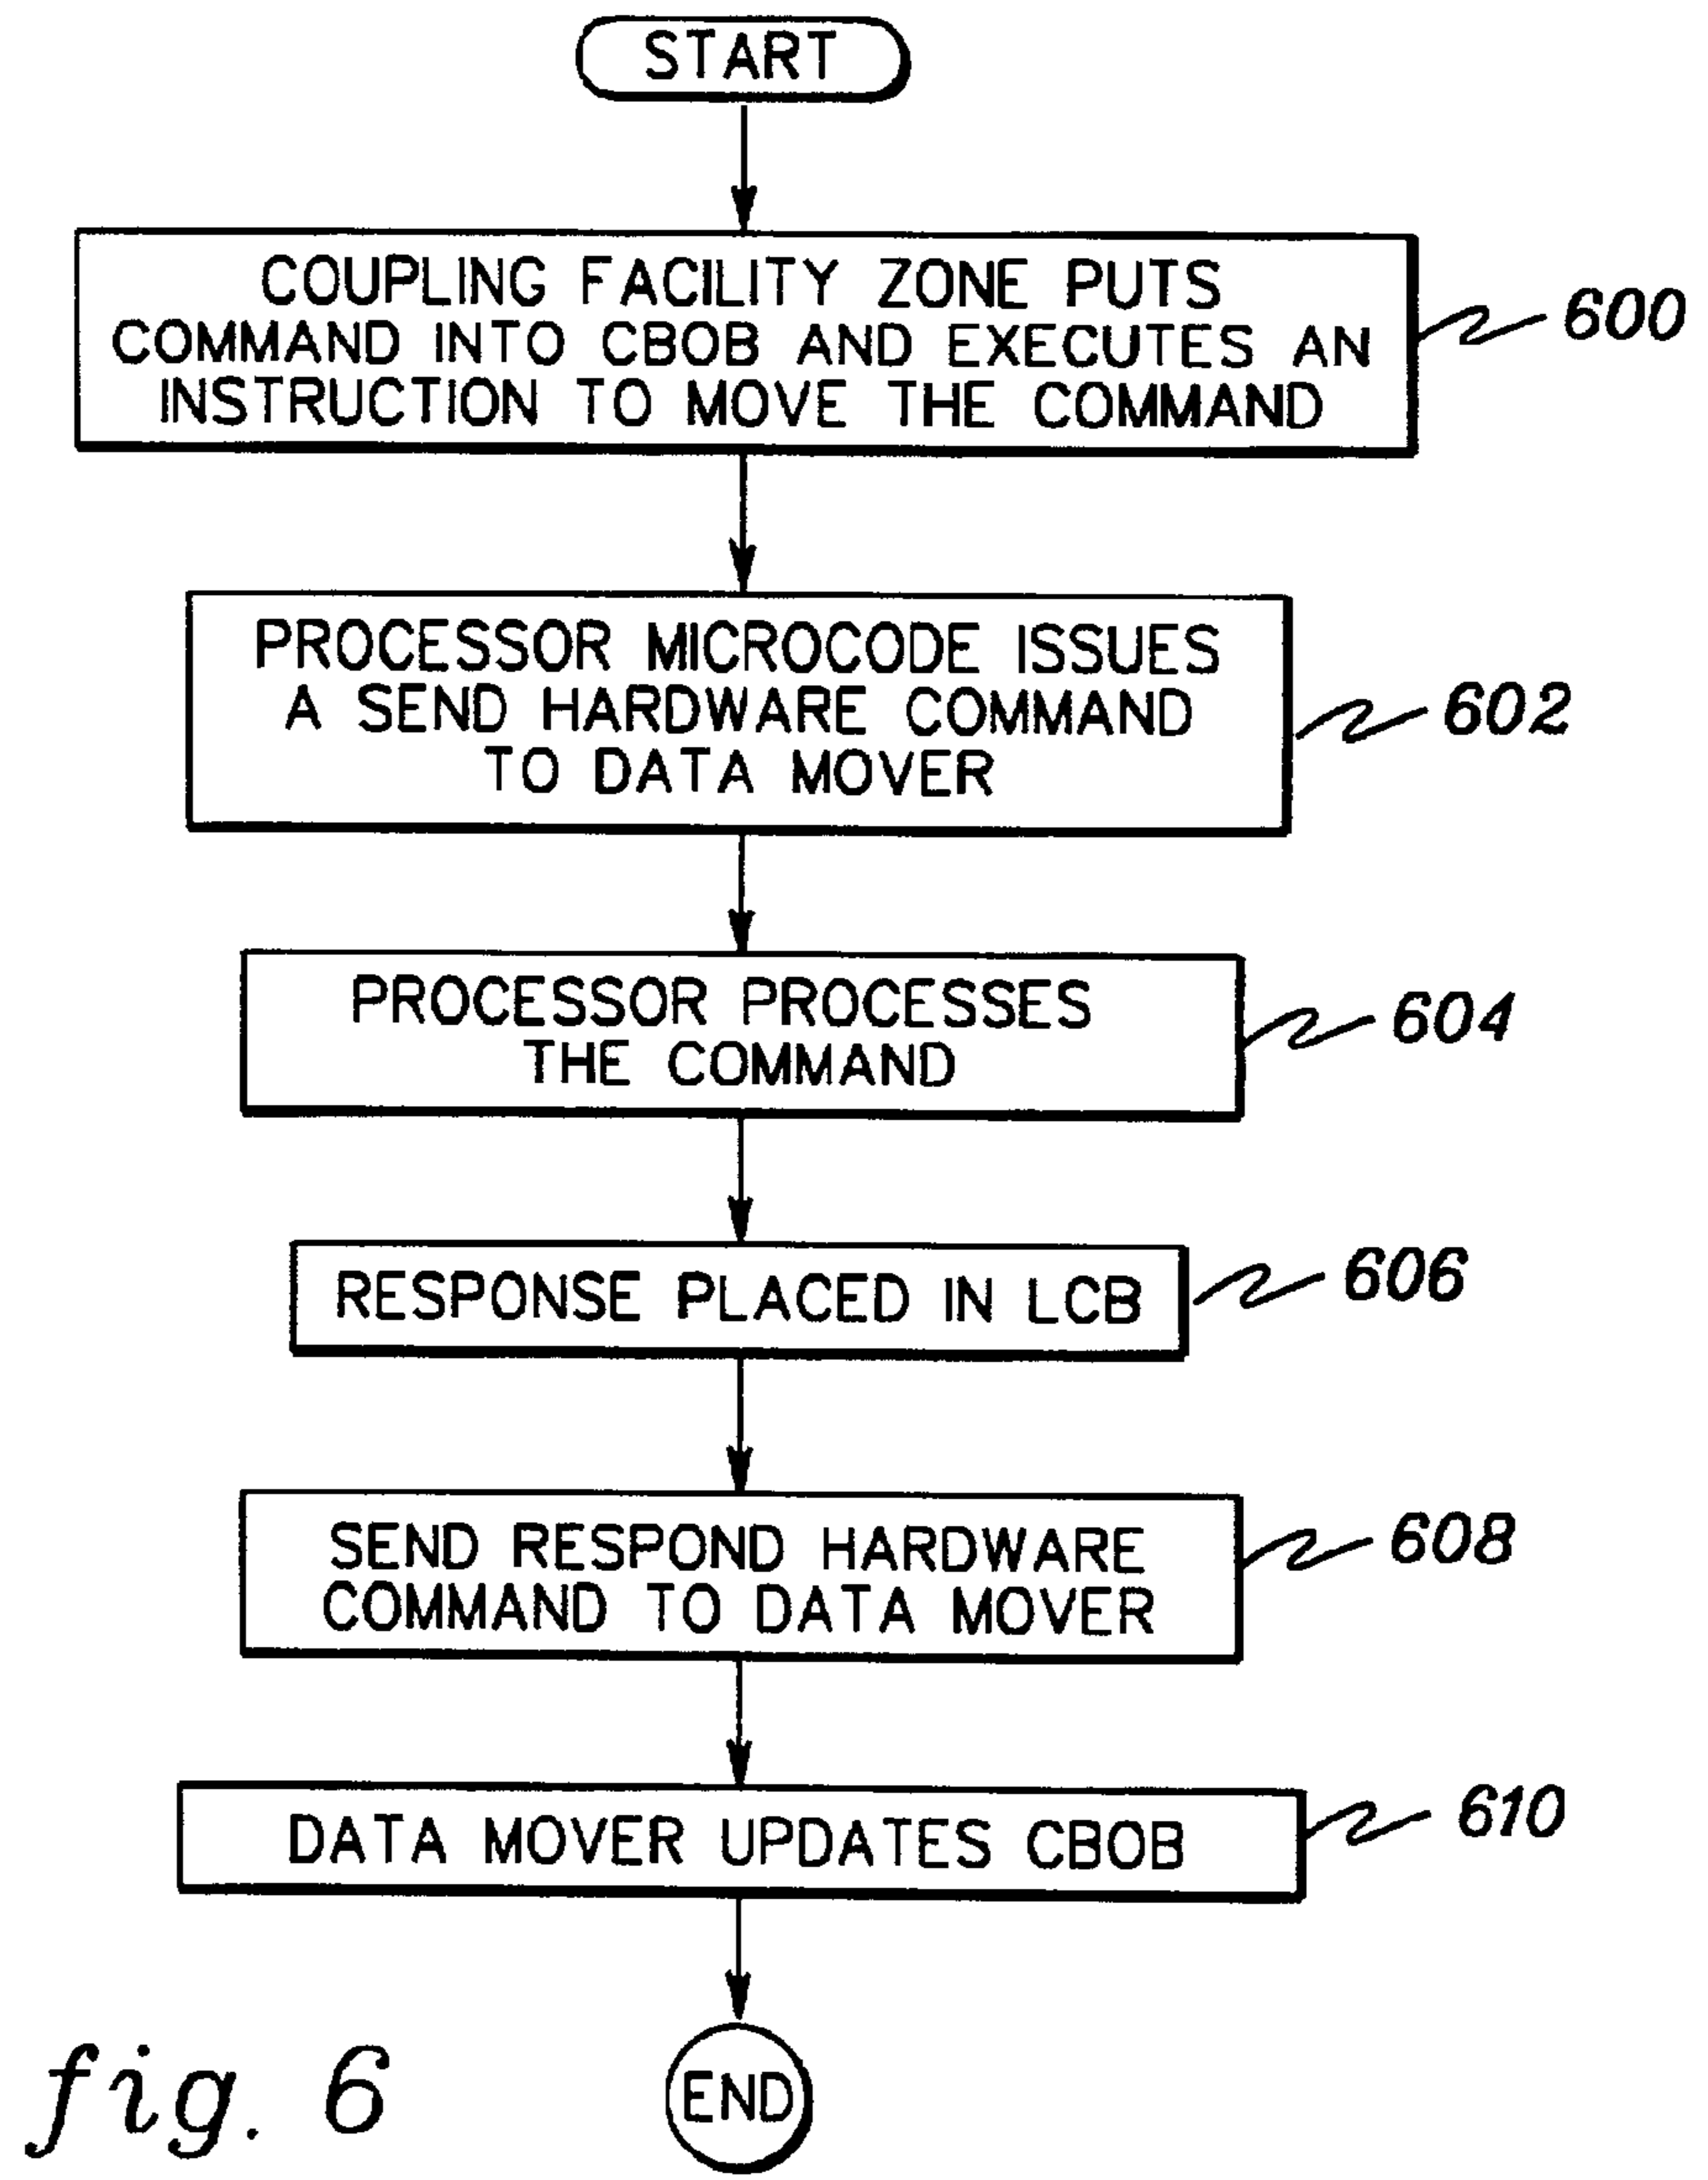 START
COUPLING FACILITY ZONE PUTS
COMMAND INTO CBOB AND EXECUTES AN
INSTRUCTION TO MOVE THE COMMAND
600
PROCESSOR MICROCODE ISSUES
A SEND HARDWARE COMMAND
TO DATA MOVER
602
PROCESSOR PROCESSES
THE COMMAND
604
RESPONSE PLACED IN LCB
606
SEND RESPOND HARDWARE
COMMAND TO DATA MOVER
608
DATA MOVER UPDATES CBOB
610
END
fig. 6